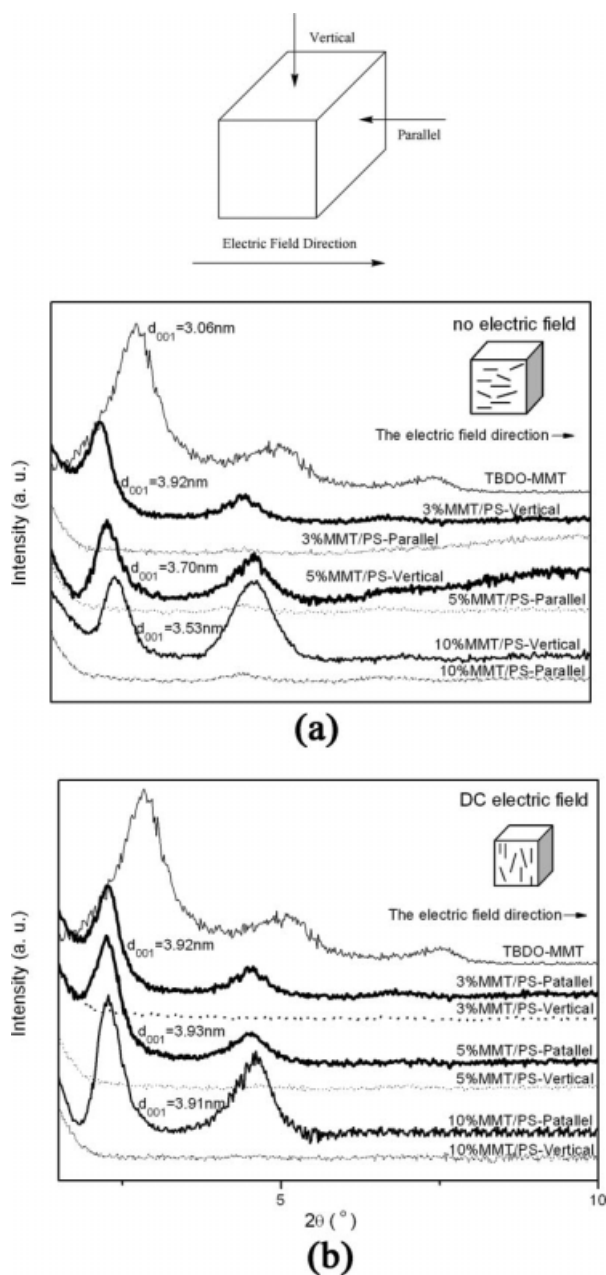 Vertical
Parallel
Electric Field Direction
no electric field
d001=3.06nm
The electric field direction
TBDO-MMT
d001=3.92nm
3%MMT/PS-Vertical
3%MMT/PS-Parallel
d001=3.70nm
5%MMT/PS-Vertical
5%MMT/PS-Parallel
d001=3.53nm
10%MMT/PS-Vertical
10%MMT/PS-Parallel
Intensity (a. u.)
(a)
DC electric field
The electric field direction
TBDO-MMT
d001=3.92nm
3%MMT/PS-Patallel
3%MMT/PS-Vertical
d001=3.93nm
5%MMT/PS-Patallel
5%MMT/PS-Vertical
d001=3.91nm
10%MMT/PS-Patallel
10%MMT/PS-Vertical
Intensity (a. u.)
5
10
2θ (°)
(b)